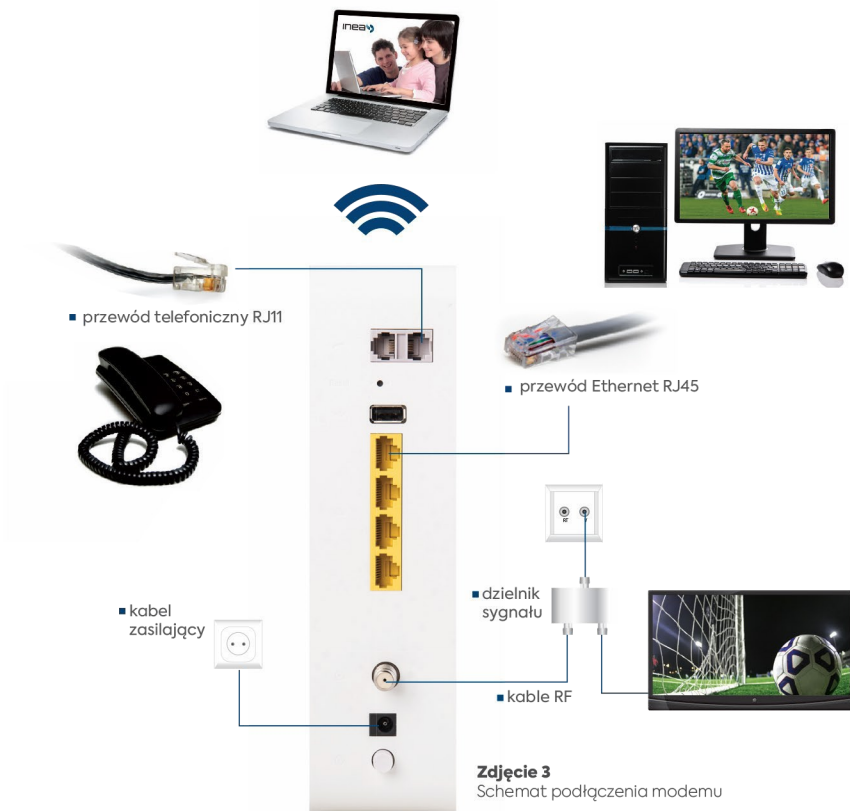 inea
przewód telefoniczny RJ11
przewód Ethernet RJ45
RF
dzielnik
sygnału
kabel
zasilający
kable RF
Zdjęcie 3
Schemat podłączenia modemu